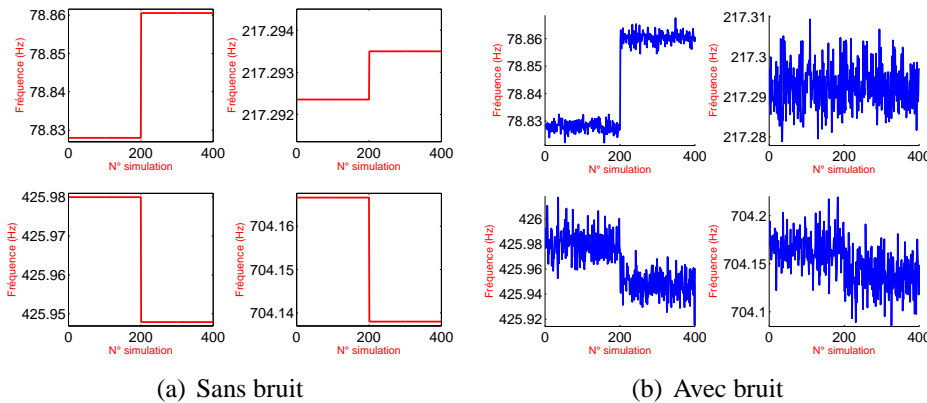 78.86
78.85
78.84
78.83
Fréquence (Hz)
0
200
400
N° simulation
217.294
217.293
217.292
Fréquence (Hz)
0
200
400
N° simulation
78.86
78.85
78.84
78.83
Fréquence (Hz)
0
200
400
N° simulation
217.3
217.29
217.28
Fréquence (Hz)
0
200
400
N° simulation
425.98
425.97
425.96
425.95
Fréquence (Hz)
0
200
400
N° simulation
704.16
704.15
704.14
Fréquence (Hz)
0
200
400
N° simulation
426
425.98
425.96
425.94
425.92
Fréquence (Hz)
0
200
400
N° simulation
704.2
704.15
704.1
Fréquence (Hz)
0
200
400
N° simulation
(a) Sans bruit
(b) Avec bruit